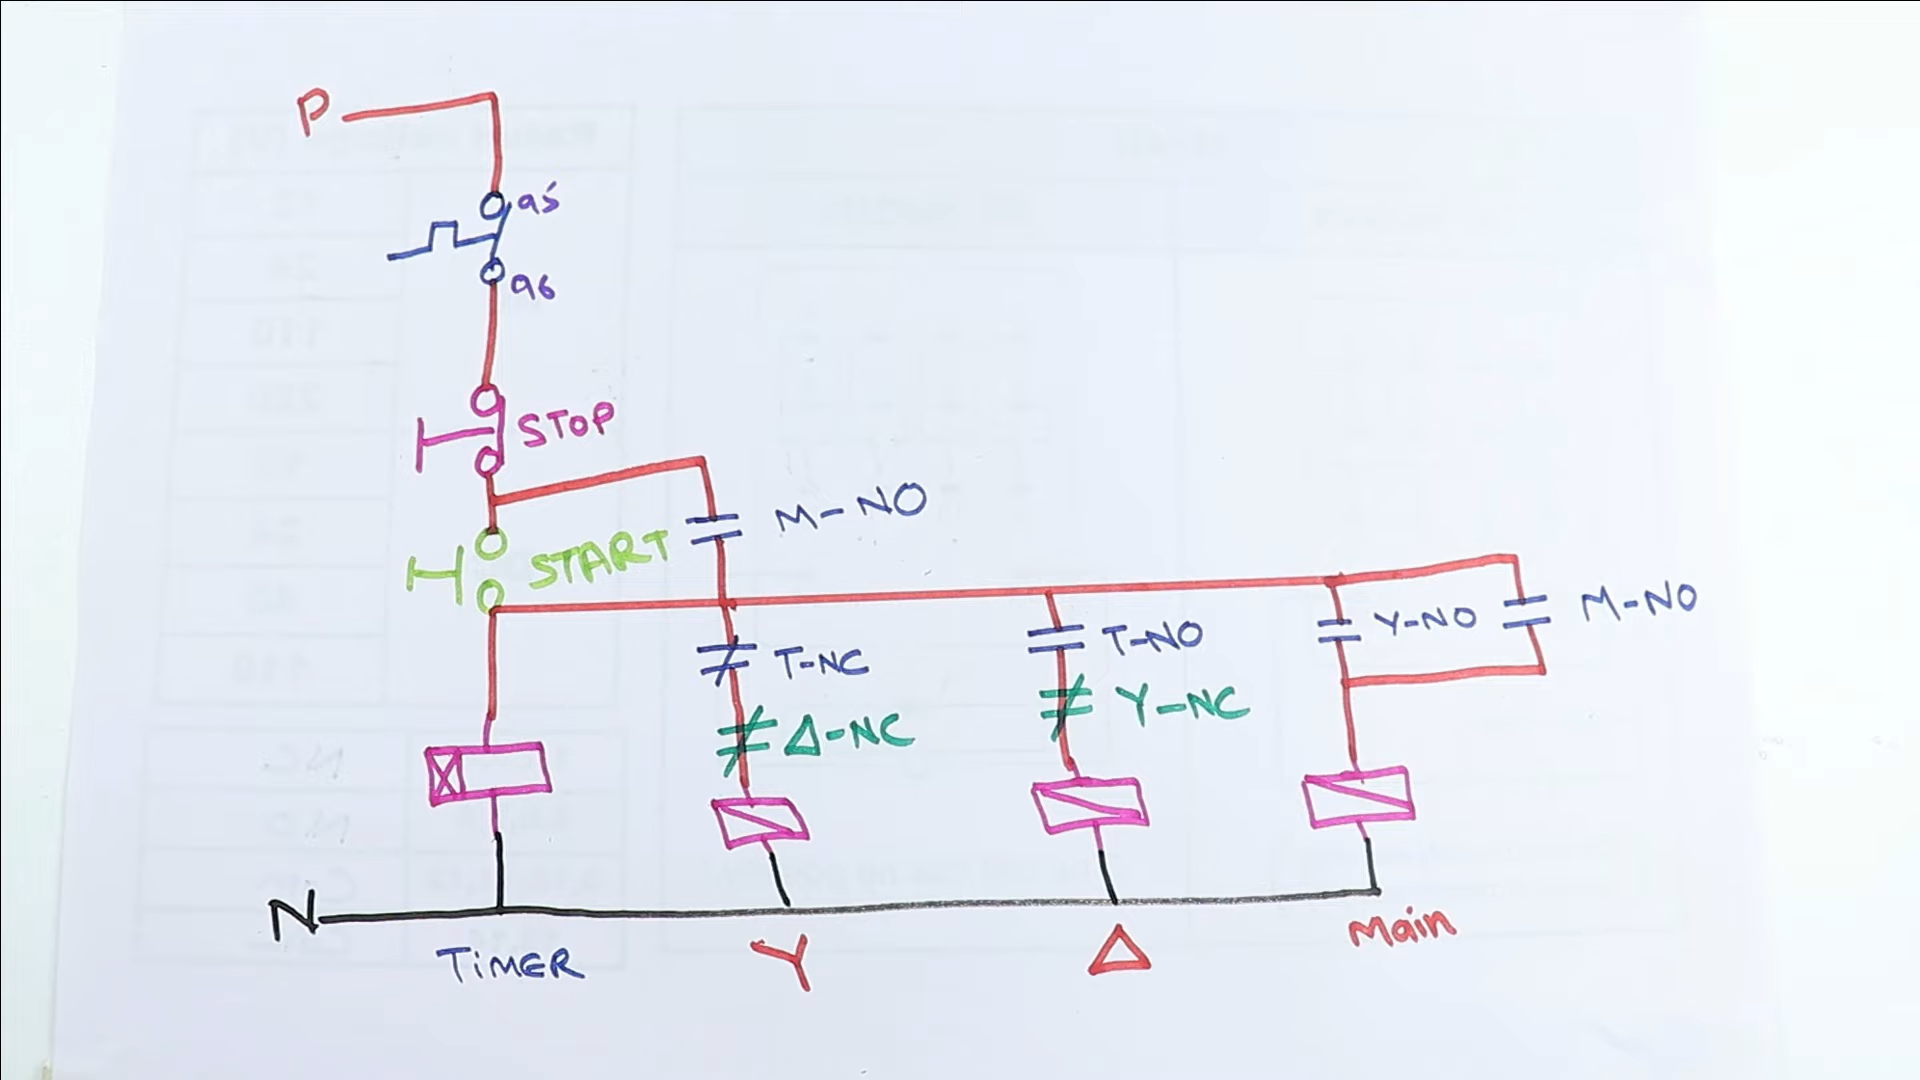 P
95
96
STOP
M-NO
START
Y-NO
M-NO
T-NC
T-NO
Δ-NC
Y-NC
N
TiMER
Y
Δ
Main